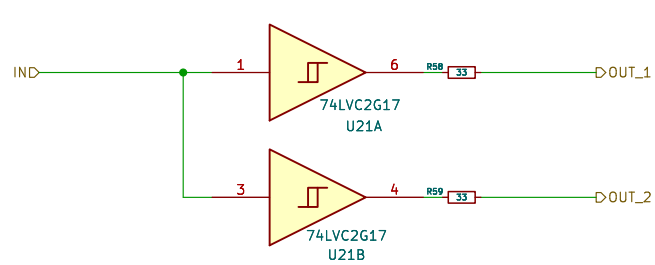 IN
1
6
R58
33
OUT_1
74LVC2G17
U21A
3
4
R59
33
OUT_2
74LVC2G17
U21B